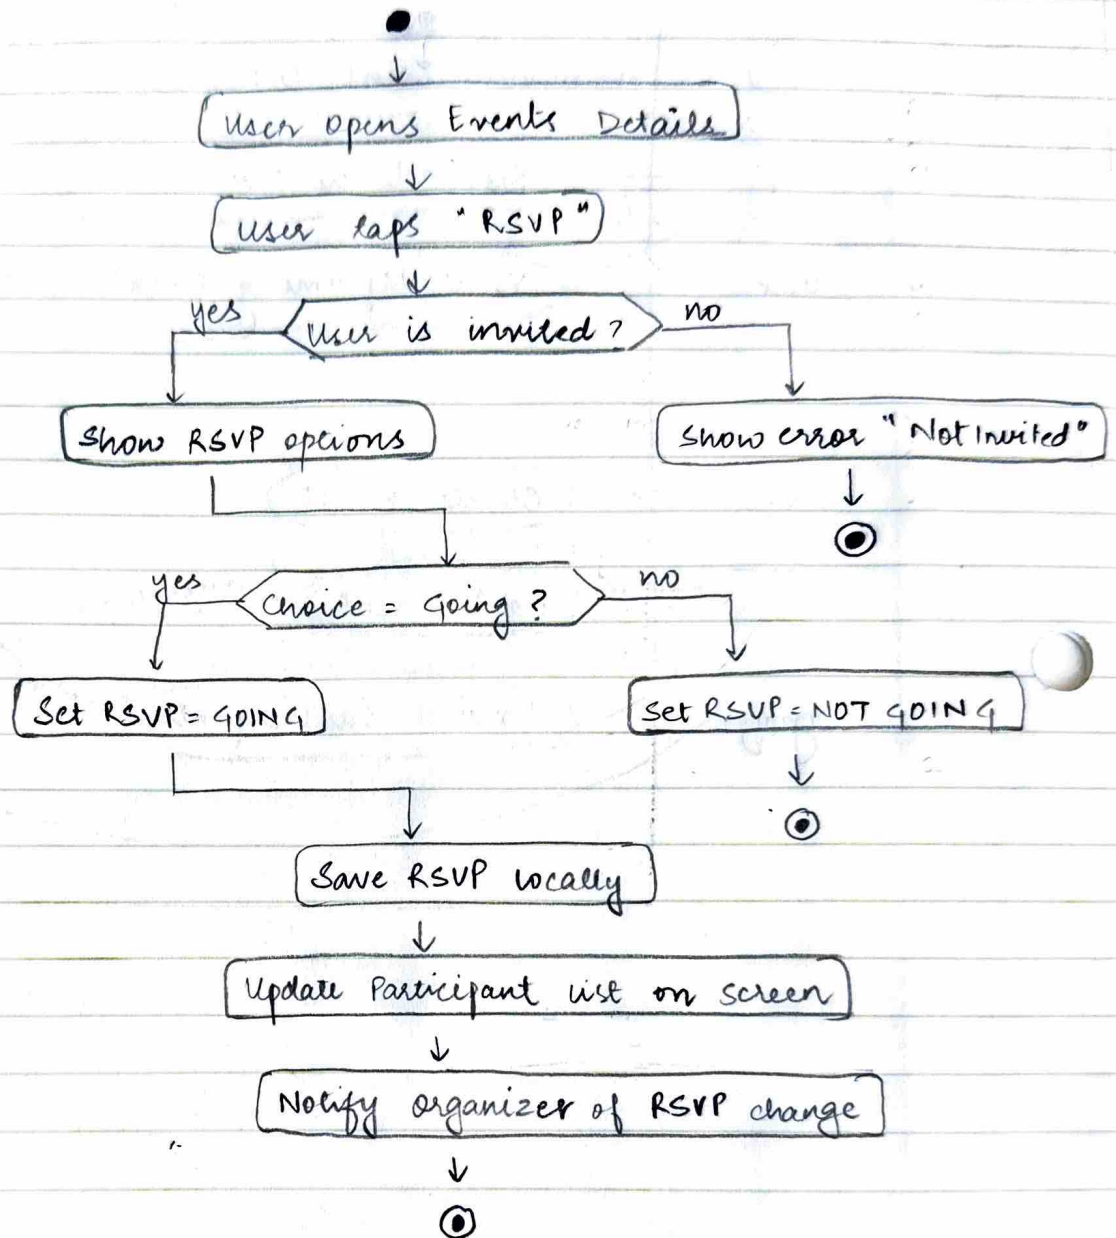 User opens Events Details
User taps "RSVP"
yes
User is invited?
no
Show RSVP options
Show error "Not Invited"
yes
Choice = Going?
no
Set RSVP = GOING
Set RSVP = NOT GOING
Save RSVP locally
Update Participant list on screen
Notify organizer of RSVP change